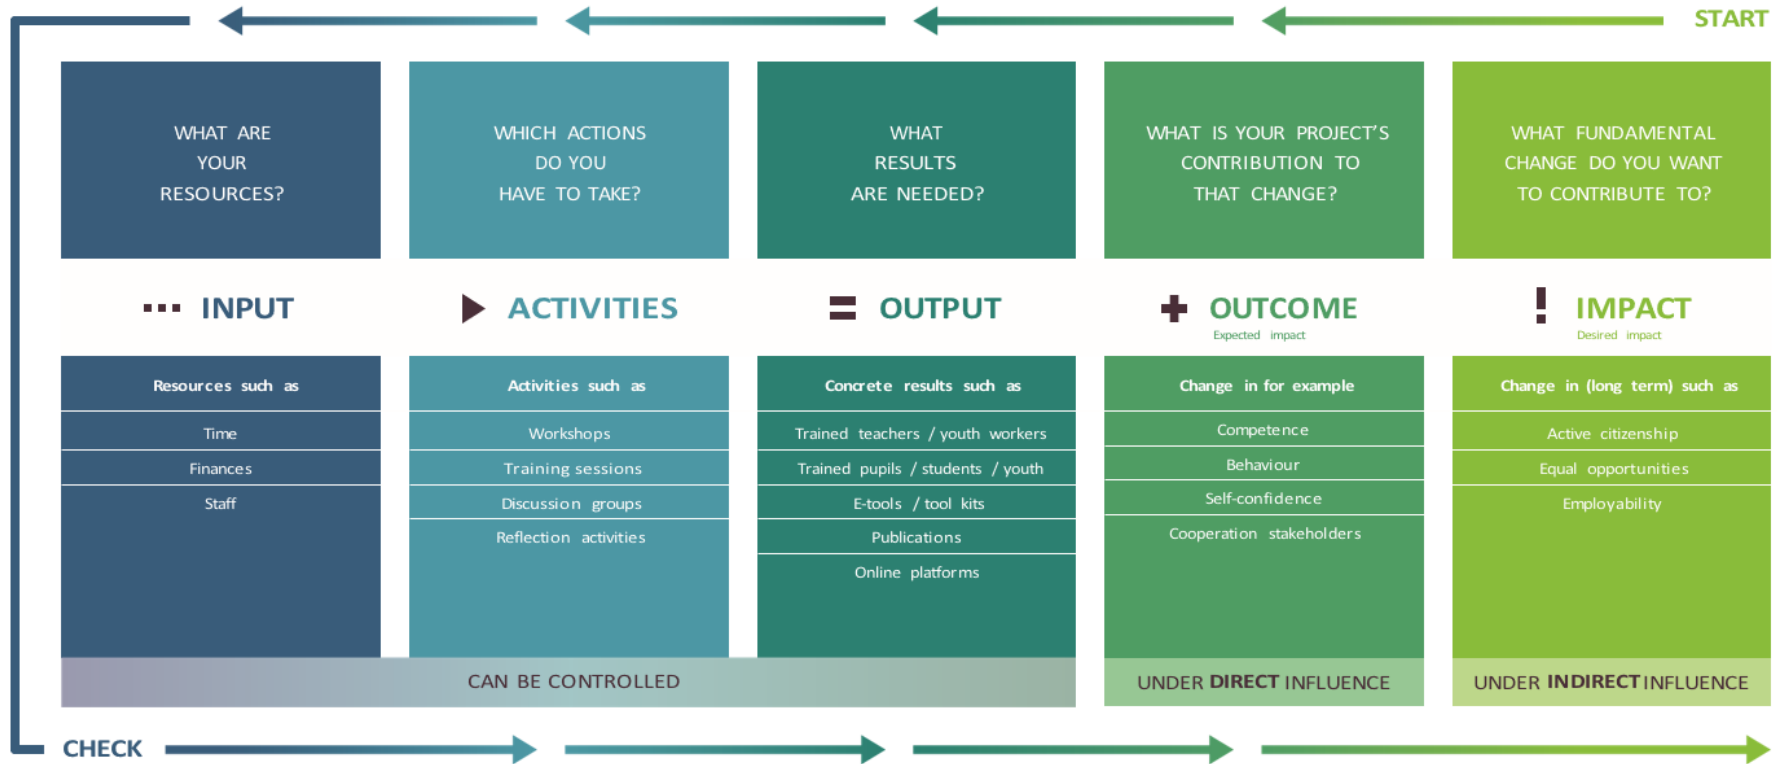 START
WHAT ARE
YOUR
RESOURCES?
WHICH ACTIONS
DO YOU
HAVE TO TAKE?
WHAT
RESULTS
ARE NEEDED?
WHAT IS YOUR PROJECT'S
CONTRIBUTION TO
THAT CHANGE?
WHAT FUNDAMENTAL
CHANGE DO YOU WANT
TO CONTRIBUTE TO?
INPUT
ACTIVITIES
OUTPUT
OUTCOME
Expected impact
IMPACT
Desired impact
Resources such as
Time
Finances
Staff
Activities such as
Workshops
Training sessions
Discussion groups
Reflection activities
Concrete results such as
Trained teachers / youth workers
Trained pupils / students / youth
E-tools / tool kits
Publications
Online platforms
Change in for example
Competence
Behaviour
Self-confidence
Cooperation stakeholders
Change in (long term) such as
Active citizenship
Equal opportunities
Employability
CAN BE CONTROLLED
UNDER DIRECT INFLUENCE
UNDER INDIRECT INFLUENCE
CHECK